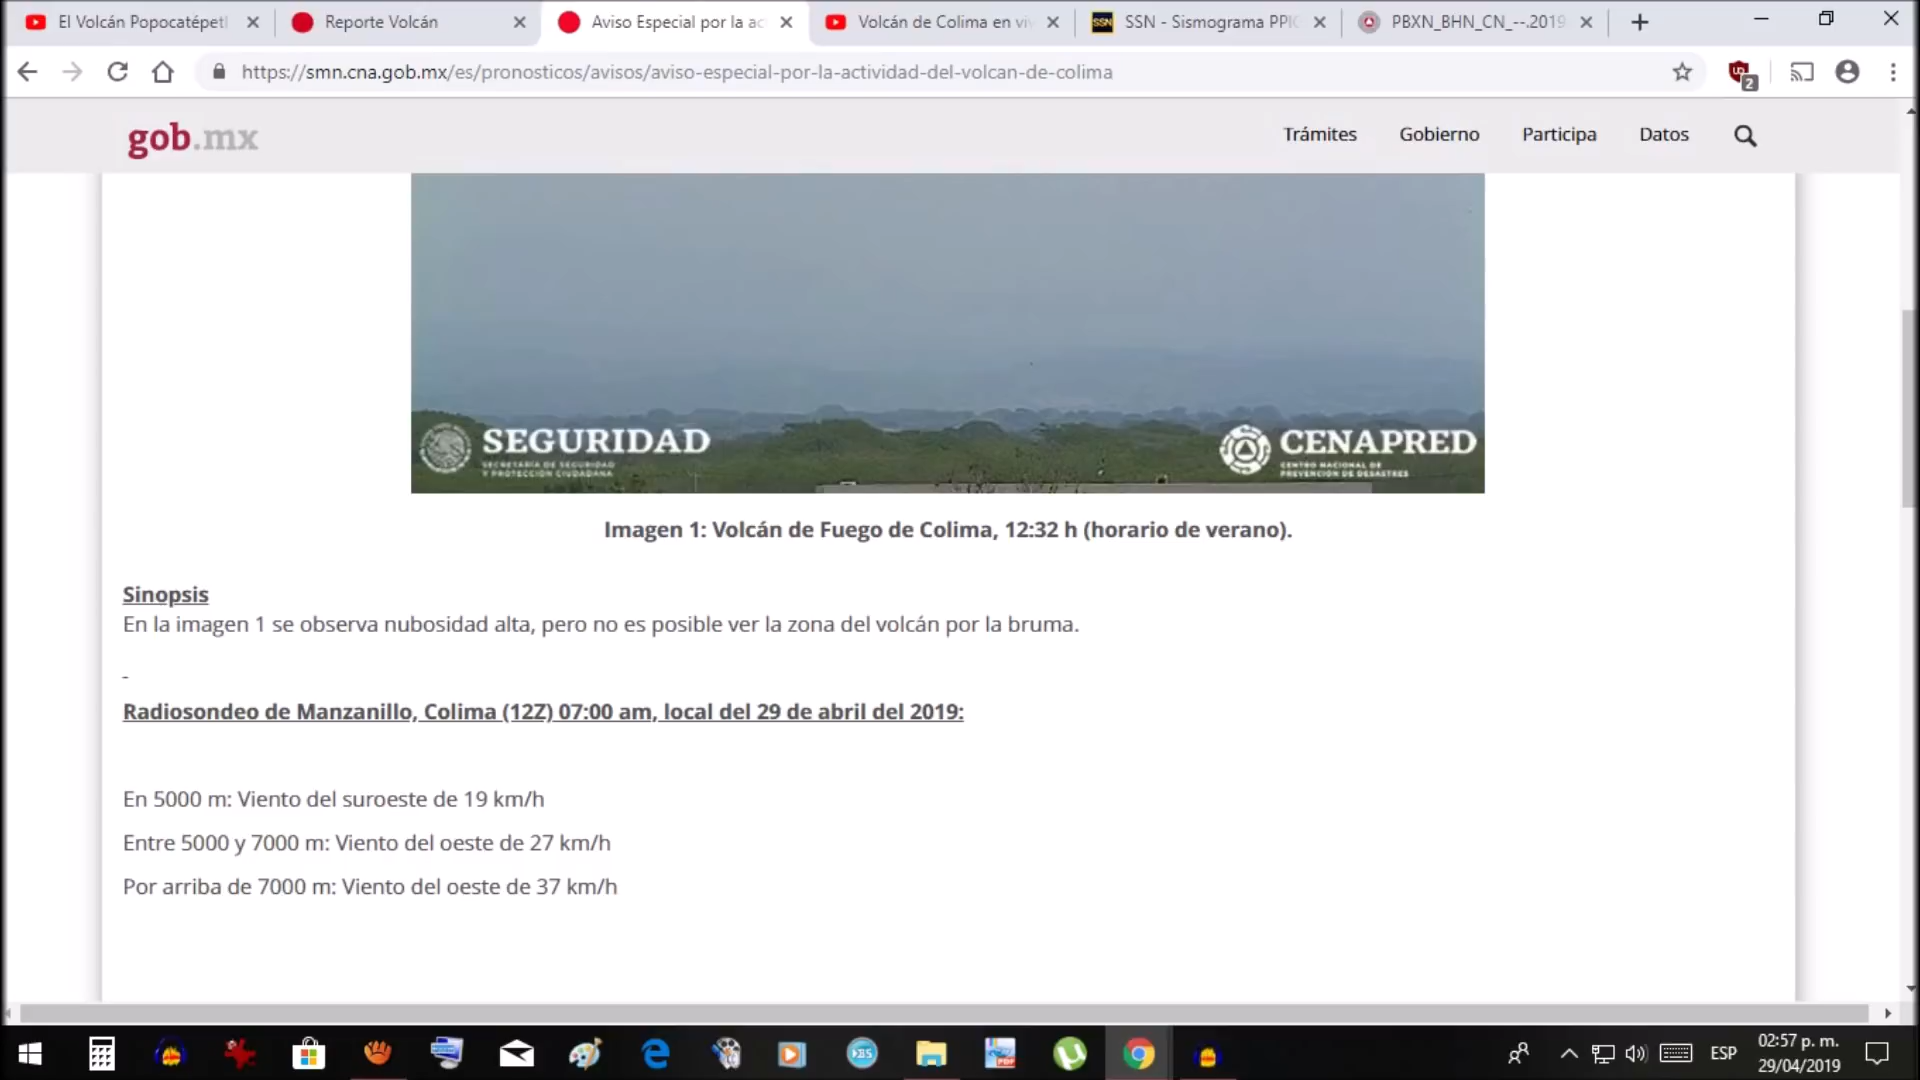 El Volcán Popocatépetl
Reporte Volcán
Aviso Especial por la ac
Volcán de Colima en viv
SSN - Sismograma PPI
PBXN_BHN_CN_--.2019
https://smn.cna.gob.mx/es/pronosticos/avisos/aviso-especial-por-la-actividad-del-volcan-de-colima
2
gob.mx
Trámites
Gobierno
Participa
Datos
SEGURIDAD
SECRETARÍA DE SEGURIDAD
Y PROTECCIÓN CIUDADANA
CENAPRED
CENTRO NACIONAL DE
PREVENCIÓN DE DESASTRES
Imagen 1: Volcán de Fuego de Colima, 12:32 h (horario de verano).
Sinopsis
En la imagen 1 se observa nubosidad alta, pero no es posible ver la zona del volcán por la bruma.
-
Radiosondeo de Manzanillo, Colima (12Z) 07:00 am, local del 29 de abril del 2019:
En 5000 m: Viento del suroeste de 19 km/h
Entre 5000 y 7000 m: Viento del oeste de 27 km/h
Por arriba de 7000 m: Viento del oeste de 37 km/h
ESP
02:57 p. m.
29/04/2019